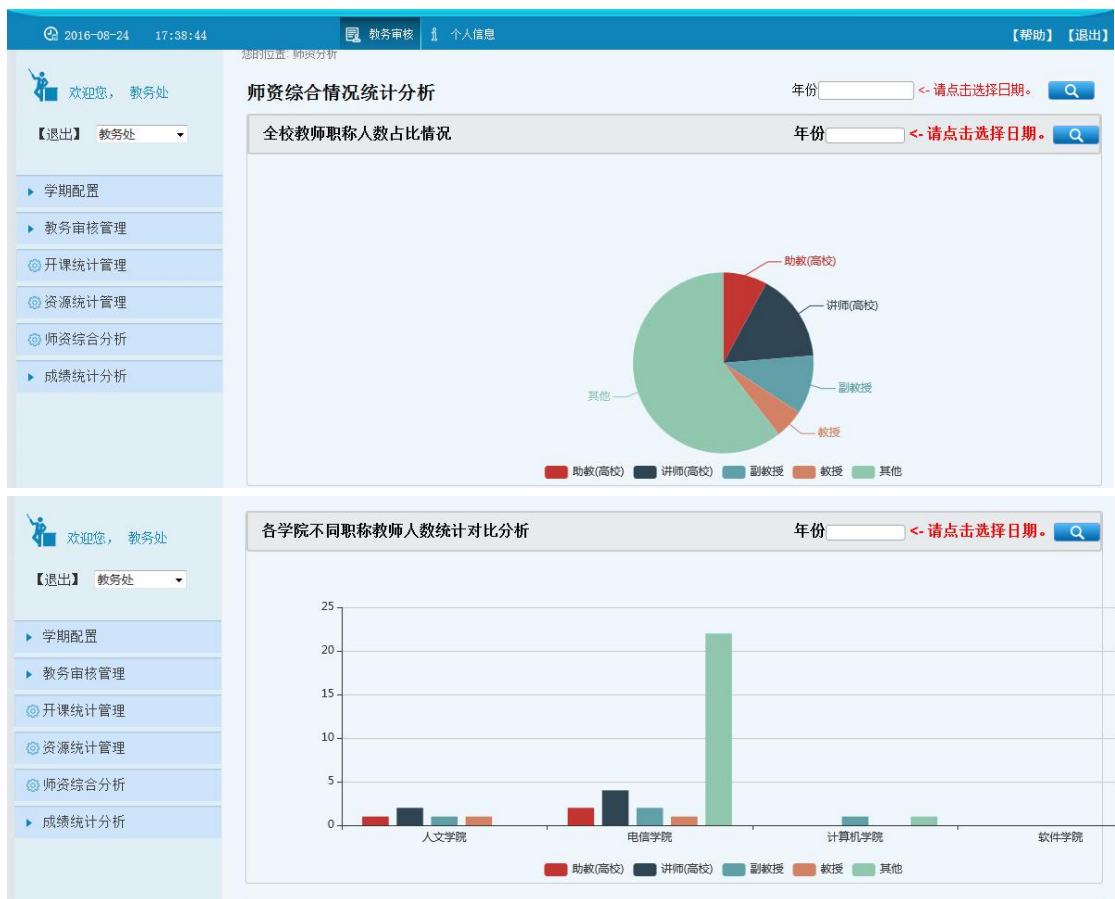 2016-08-24 17:38:44 教务审核 个人信息 【帮助】 【退出】
您的位置: 师资分析
欢迎您, 教务处
【退出】 教务处
学期配置
教务审核管理
开课统计管理
资源统计管理
师资综合分析
成绩统计分析
师资综合情况统计分析 年份 <- 请点击选择日期。
全校教师职称人数占比情况 年份 <- 请点击选择日期。
助教(高校)
讲师(高校)
副教授
教授
其他
助教(高校) 讲师(高校) 副教授 教授 其他
欢迎您, 教务处
【退出】 教务处
学期配置
教务审核管理
开课统计管理
资源统计管理
师资综合分析
成绩统计分析
各学院不同职称教师人数统计对比分析 年份 <- 请点击选择日期。
25
20
15
10
5
0
人文学院 电信学院 计算机学院 软件学院
助教(高校) 讲师(高校) 副教授 教授 其他